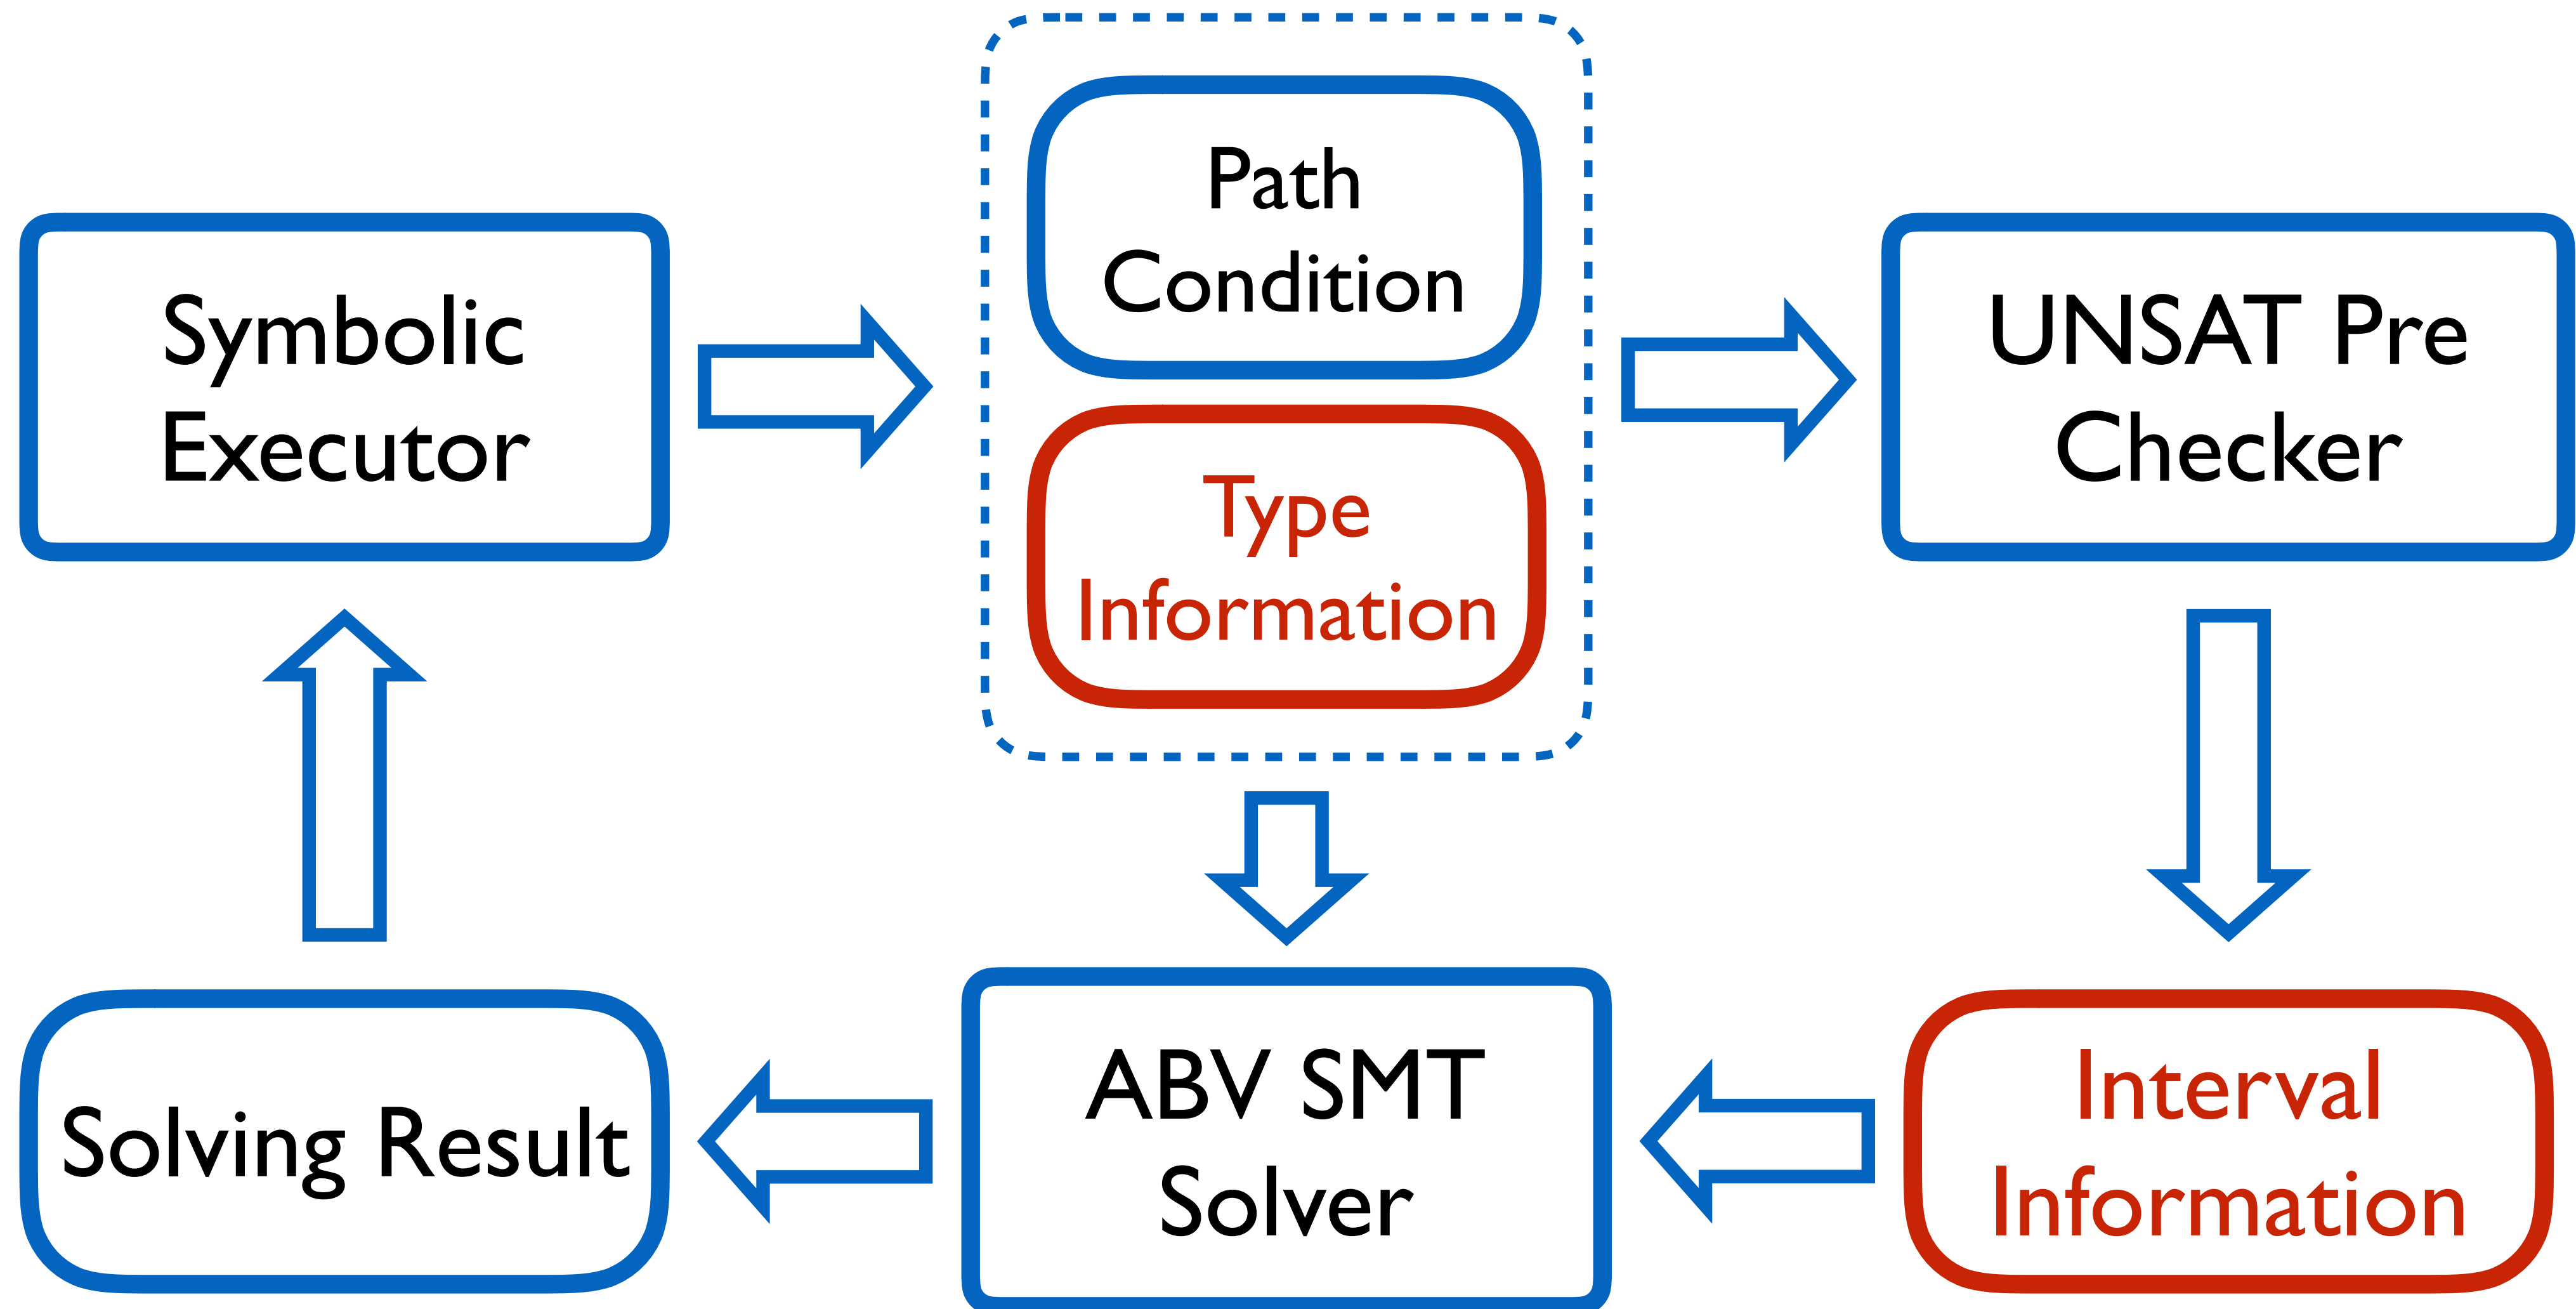 Path
Condition
Symbolic
Executor
UNSAT Pre
Checker
Type
Information
Solving Result
ABV SMT
Solver
Interval
Information